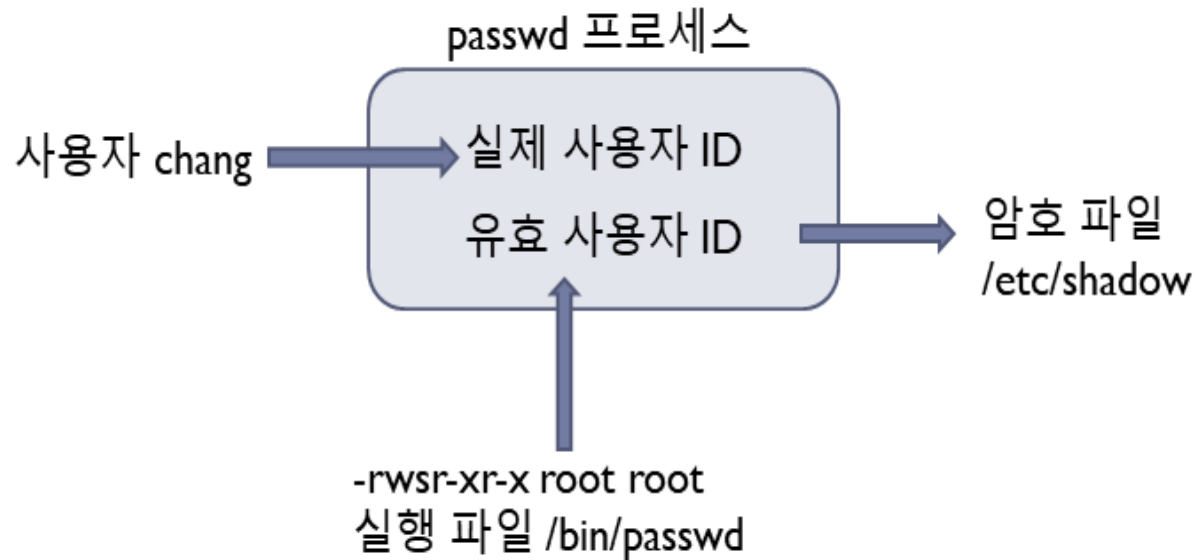 passwd 프로세스
사용자 chang
실제 사용자 ID
유효 사용자 ID
암호 파일
/etc/shadow
-rwsr-xr-x root root
실행 파일 /bin/passwd